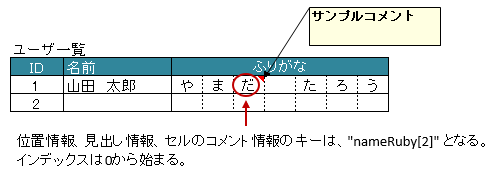 サンプルコメント
ユーザ一覧
ID 名前 ふりがな
1 山田　太郎 や ま だ た ろ う
2
位置情報、見出し情報、セルのコメント情報のキーは、"nameRuby[2]"となる。
インデックスは0から始まる。